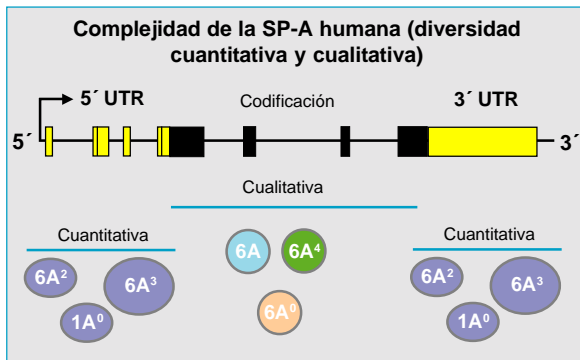 Complejidad de la SP-A humana (diversidad
cuantitativa y cualitativa)
5´ UTR
Codificación
3´ UTR
5´
3´
Cualitativa
Cuantitativa
6A²
6A³
1A⁰
6A
6A⁴
6A⁰
Cuantitativa
6A²
6A³
1A⁰